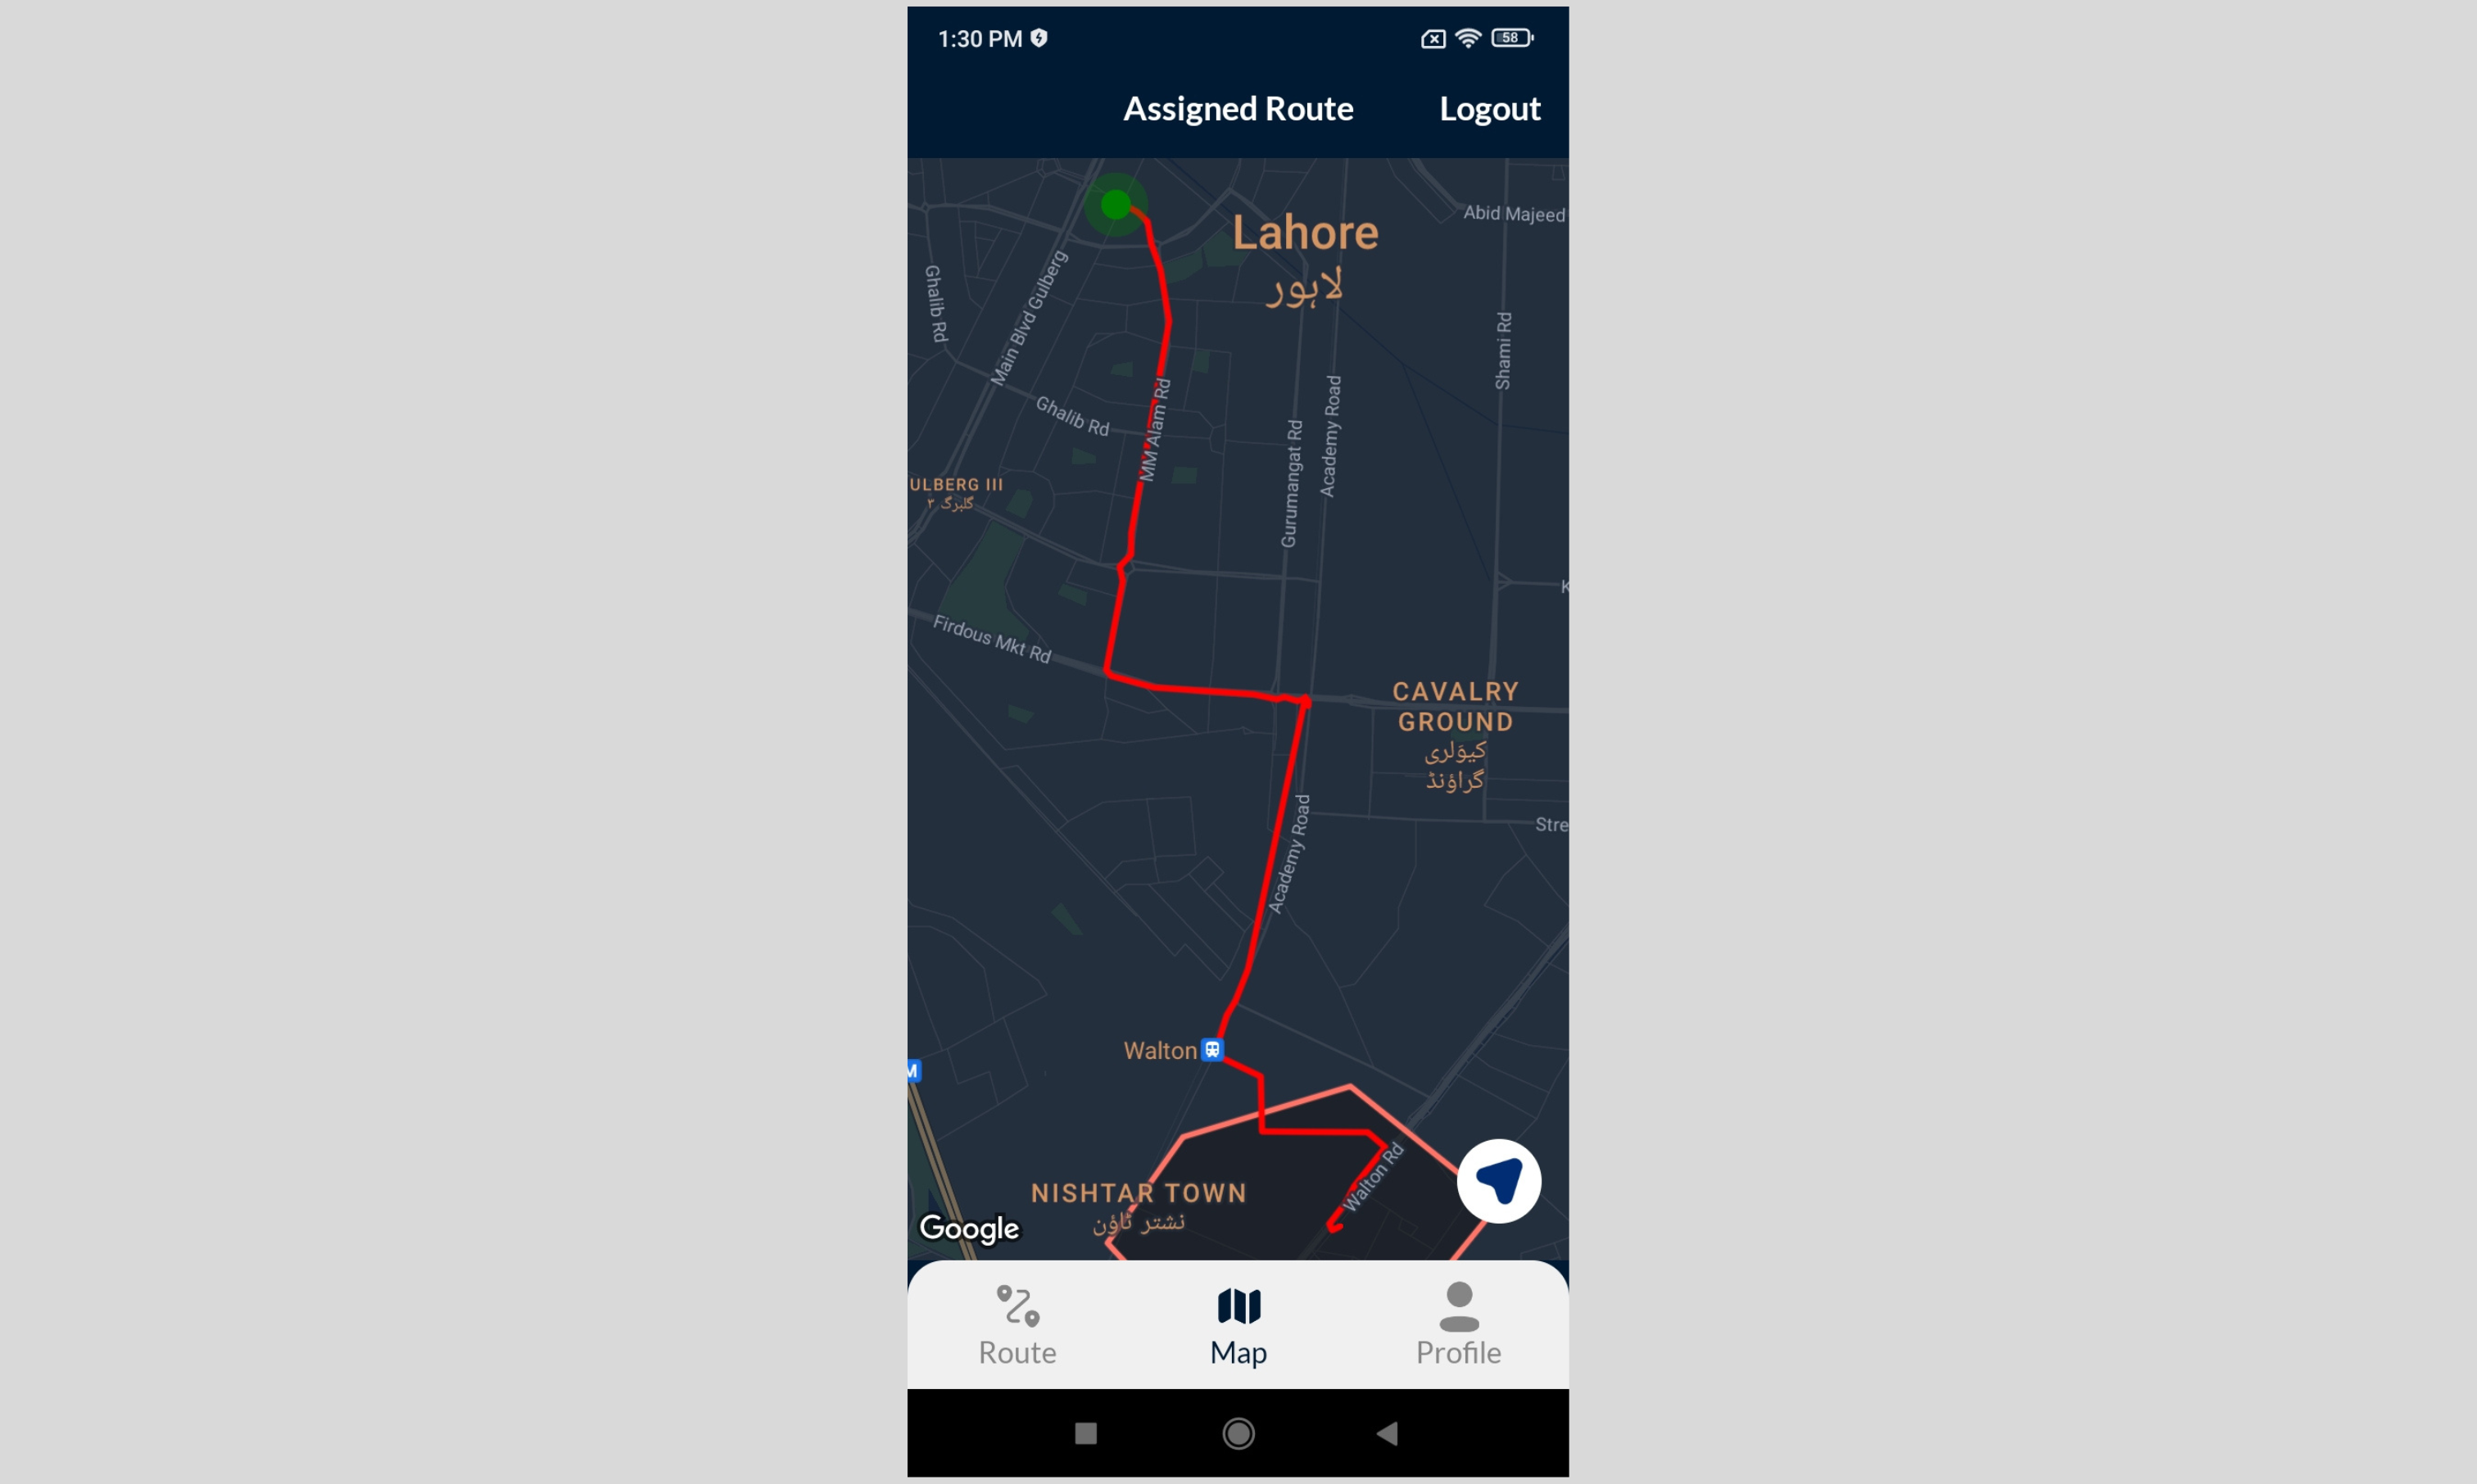 1:30 PM
58
Assigned Route
Logout
Abid Majeed
Lahore
لاہور
Ghalib Rd
Main Blvd Gulberg
Shami Rd
Ghalib Rd
MM Alam Rd
Academy Road
Gurumangat Rd
ULBERG III
گلبرگ ۳
K
Firdous Mkt Rd
CAVALRY
GROUND
کیوَلری
گراؤنڈ
Stre
Academy Road
Walton
M
Walton Rd
NISHTAR TOWN
نشتر ٹاؤن
Google
Route
Map
Profile